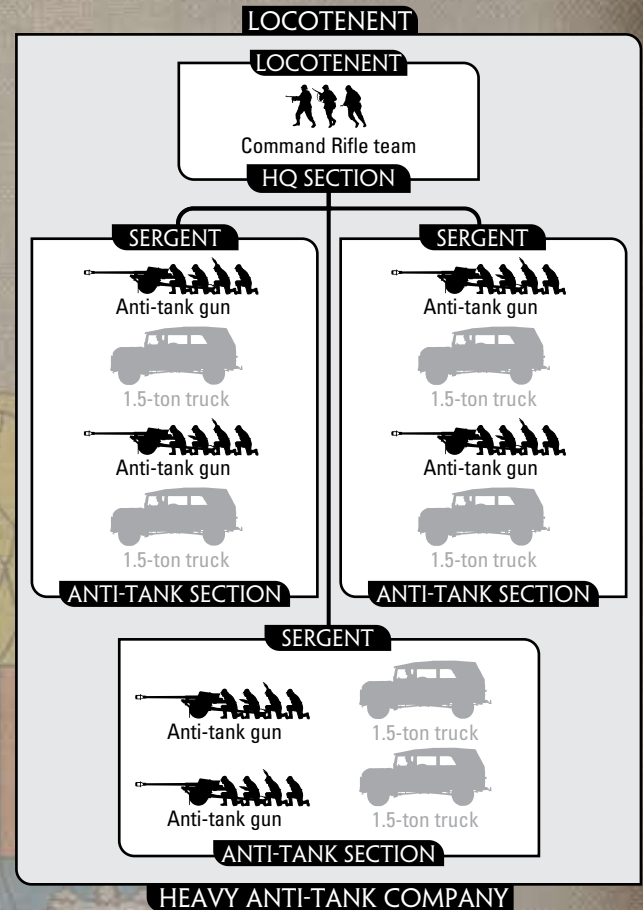 LOCOTENENT
LOCOTENENT
Command Rifle team
HQ SECTION
SERGENT
Anti-tank gun
1.5-ton truck
Anti-tank gun
1.5-ton truck
ANTI-TANK SECTION
SERGENT
Anti-tank gun
1.5-ton truck
Anti-tank gun
1.5-ton truck
ANTI-TANK SECTION
SERGENT
Anti-tank gun
1.5-ton truck
Anti-tank gun
1.5-ton truck
ANTI-TANK SECTION
HEAVY ANTI-TANK COMPANY